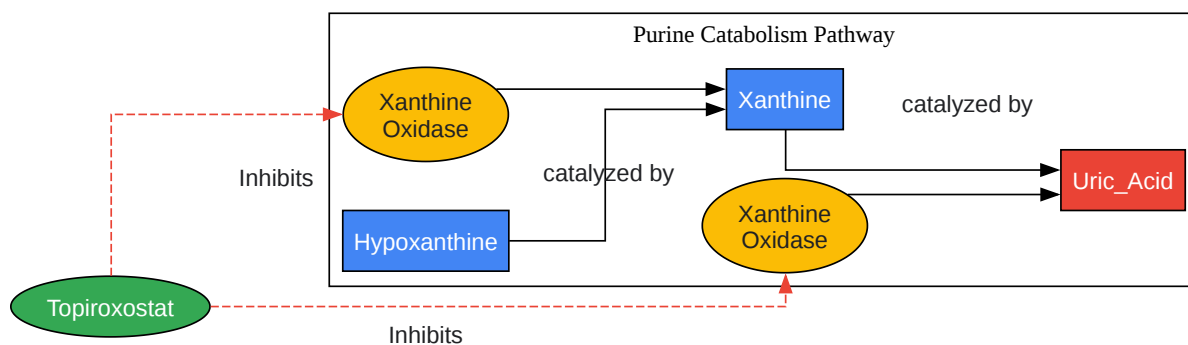 Purine Catabolism Pathway
Xanthine
Oxidase
Xanthine
catalyzed by
Inhibits
catalyzed by
Uric_Acid
Hypoxanthine
Xanthine
Oxidase
Topiroxostat
Inhibits